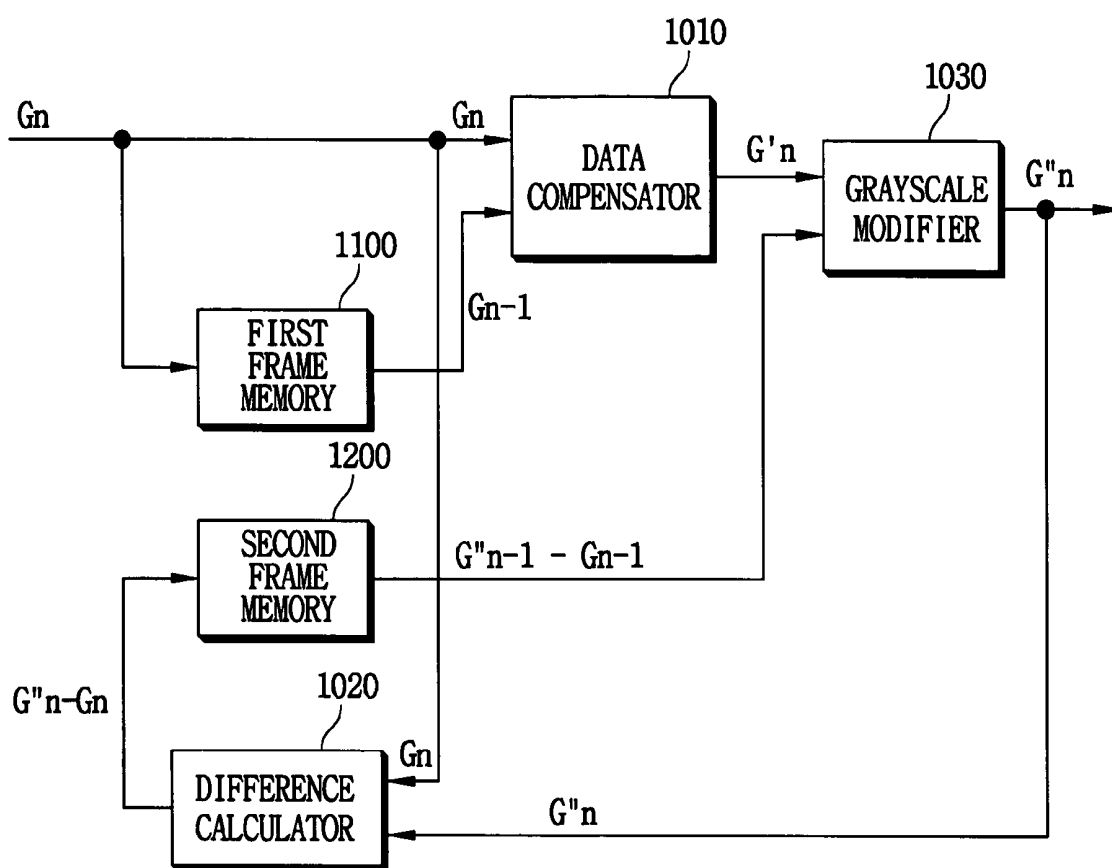 1010
1030
Gn
Gn
DATA
COMPENSATOR
G'n
GRAYSCALE
MODIFIER
G"n
1100
Gn-1
FIRST
FRAME
MEMORY
1200
SECOND
FRAME
MEMORY
G"n-1 - Gn-1
G"n-Gn
1020
Gn
DIFFERENCE
CALCULATOR
G"n